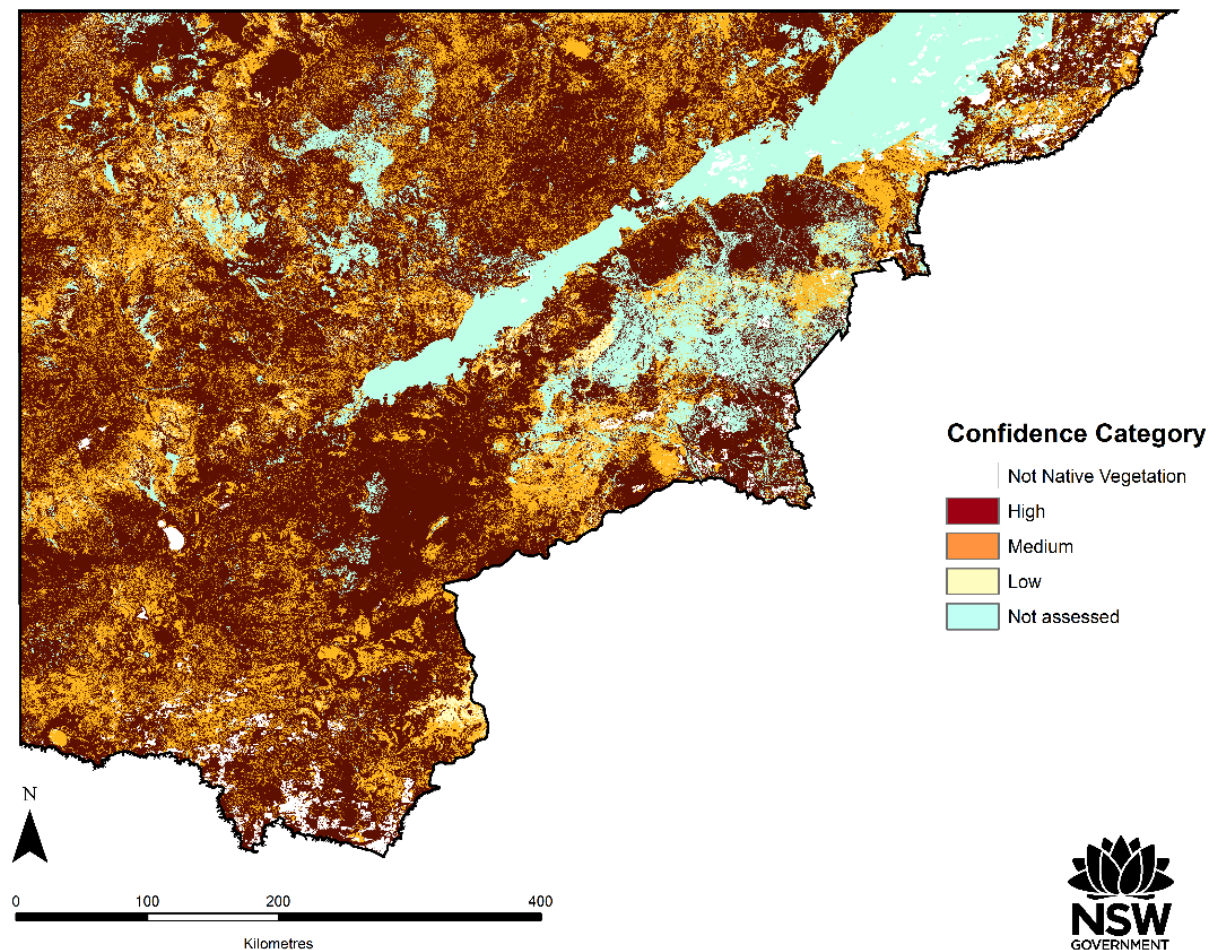 Confidence Category
Not Native Vegetation
High
Medium
Low
Not assessed
N
0 100 200 400
Kilometres
NSW
GOVERNMENT